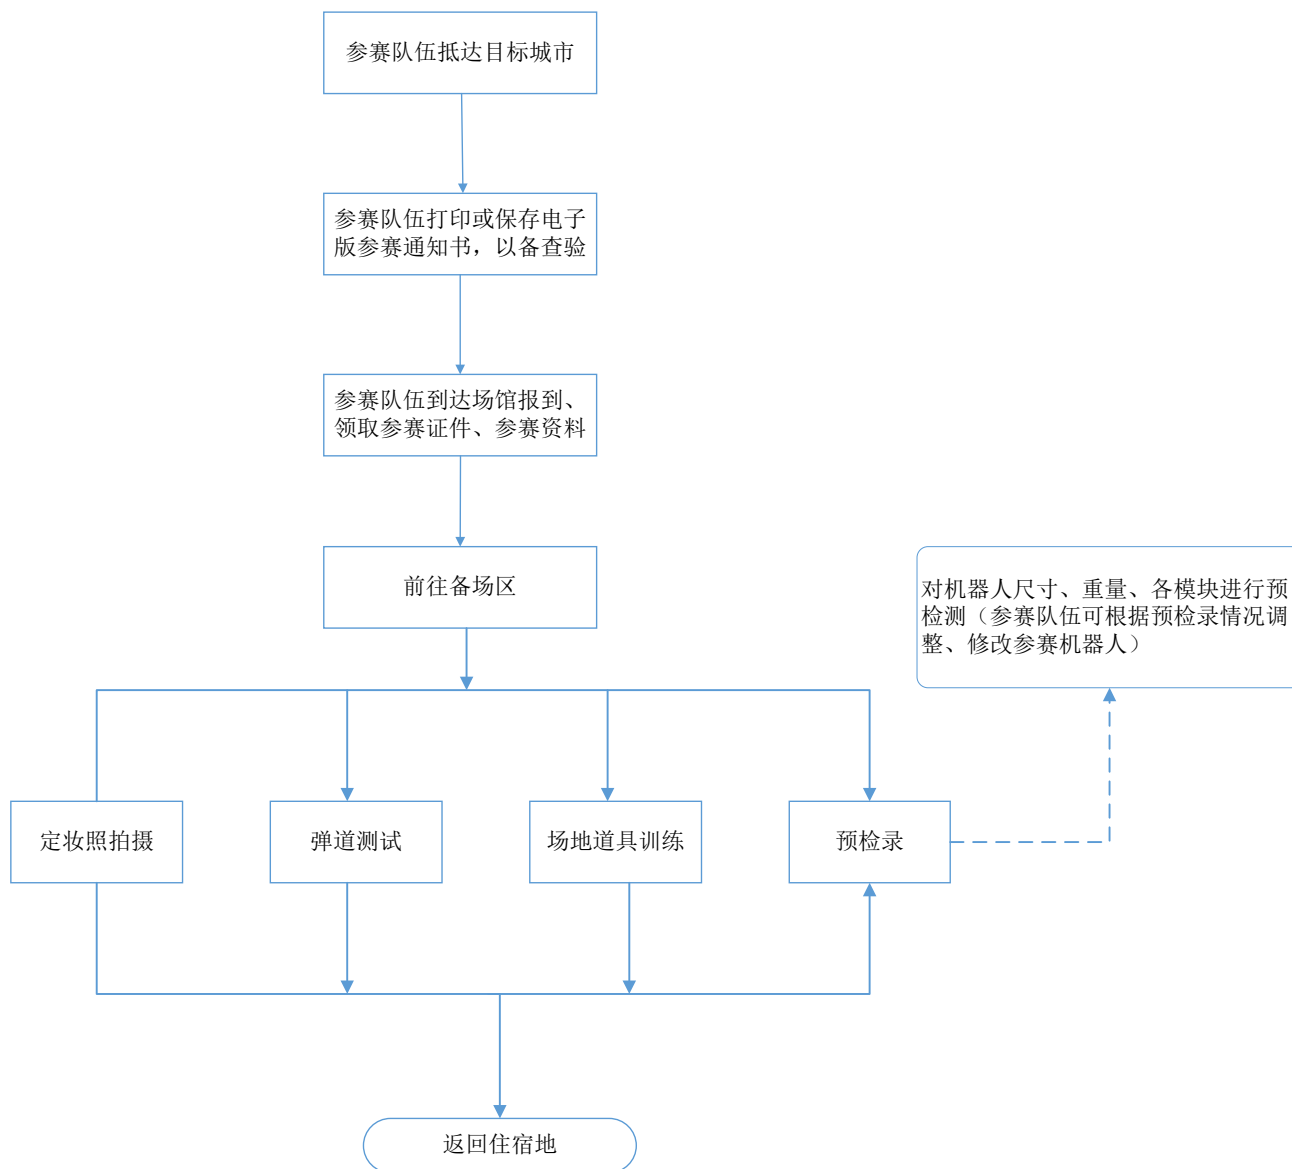 参赛队伍抵达目标城市
参赛队伍打印或保存电子
版参赛通知书，以备查验
参赛队伍到达场馆报到、
领取参赛证件、参赛资料
前往备场区
对机器人尺寸、重量、各模块进行预
检测（参赛队伍可根据预检录情况调
整、修改参赛机器人）
定妆照拍摄
弹道测试
场地道具训练
预检录
返回住宿地